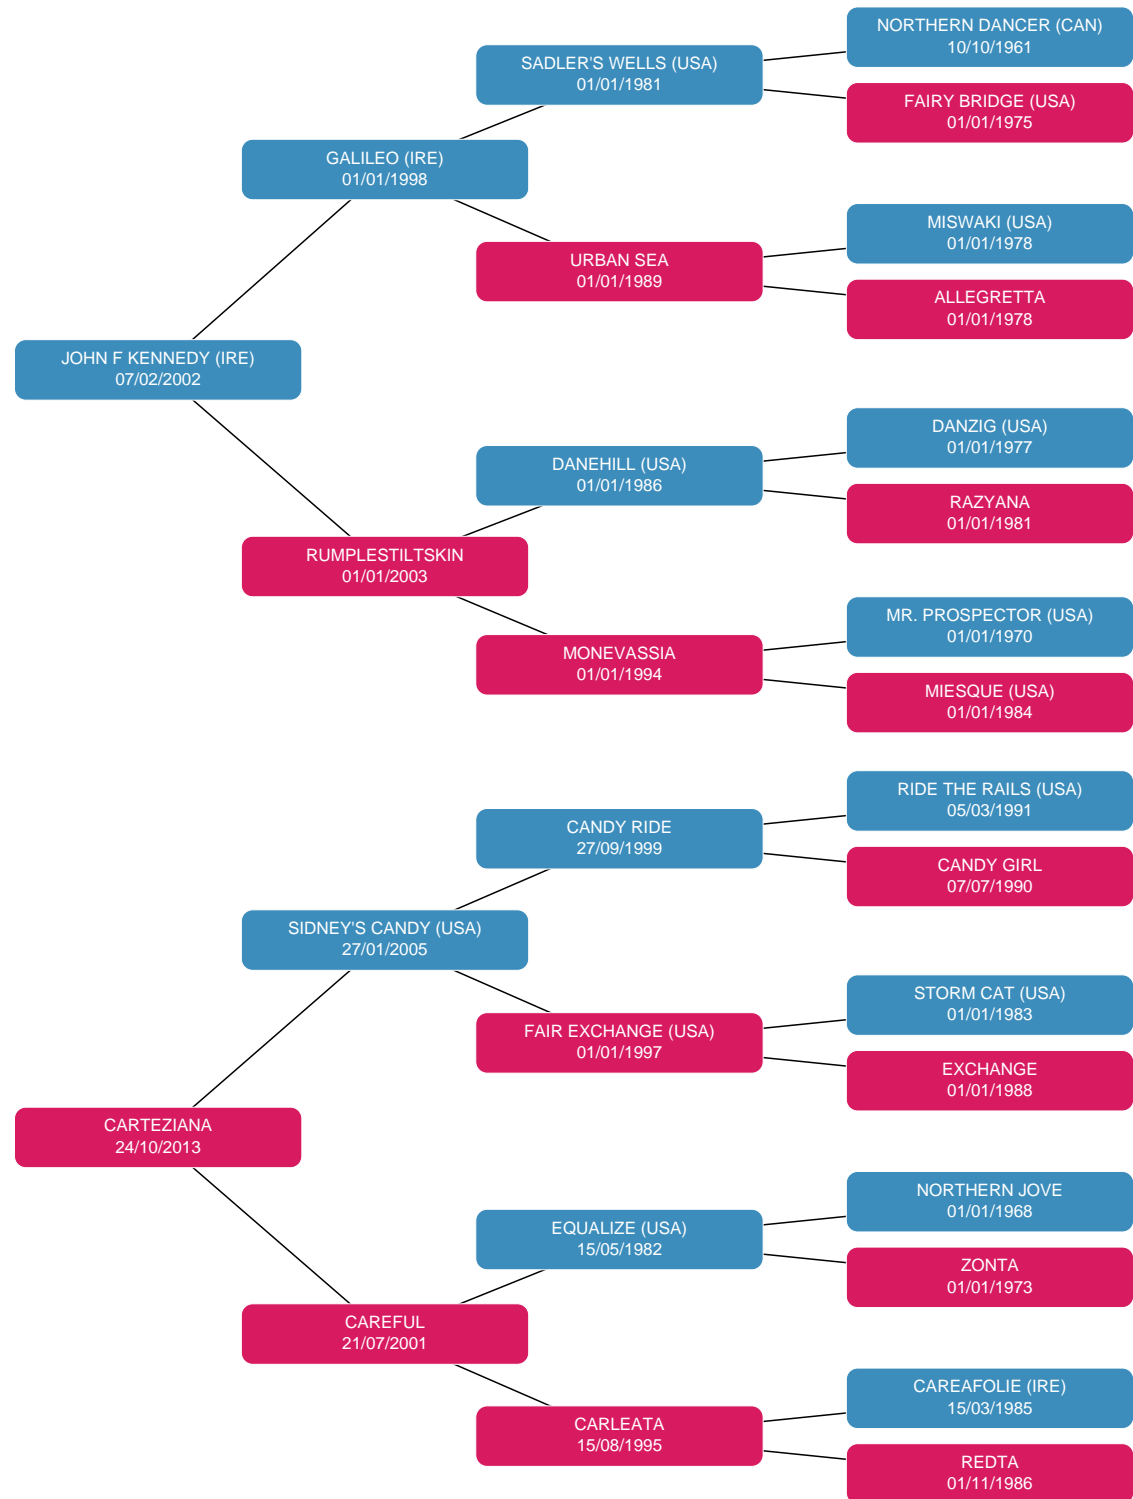 NORTHERN DANCER (CAN)
10/10/1961
SADLER'S WELLS (USA)
01/01/1981
FAIRY BRIDGE (USA)
01/01/1975
GALILEO (IRE)
01/01/1998
MISWAKI (USA)
01/01/1978
URBAN SEA
01/01/1989
ALLEGRETTA
01/01/1978
JOHN F KENNEDY (IRE)
07/02/2002
DANZIG (USA)
01/01/1977
DANEHILL (USA)
01/01/1986
RAZYANA
01/01/1981
RUMPLESTILTSKIN
01/01/2003
MR. PROSPECTOR (USA)
01/01/1970
MONEVASSIA
01/01/1994
MIESQUE (USA)
01/01/1984
RIDE THE RAILS (USA)
05/03/1991
CANDY RIDE
27/09/1999
CANDY GIRL
07/07/1990
SIDNEY'S CANDY (USA)
27/01/2005
STORM CAT (USA)
01/01/1983
FAIR EXCHANGE (USA)
01/01/1997
EXCHANGE
01/01/1988
CARTEZIANA
24/10/2013
NORTHERN JOVE
01/01/1968
EQUALIZE (USA)
15/05/1982
ZONTA
01/01/1973
CAREFUL
21/07/2001
CAREAFOLIE (IRE)
15/03/1985
CARLEATA
15/08/1995
REDTA
01/11/1986